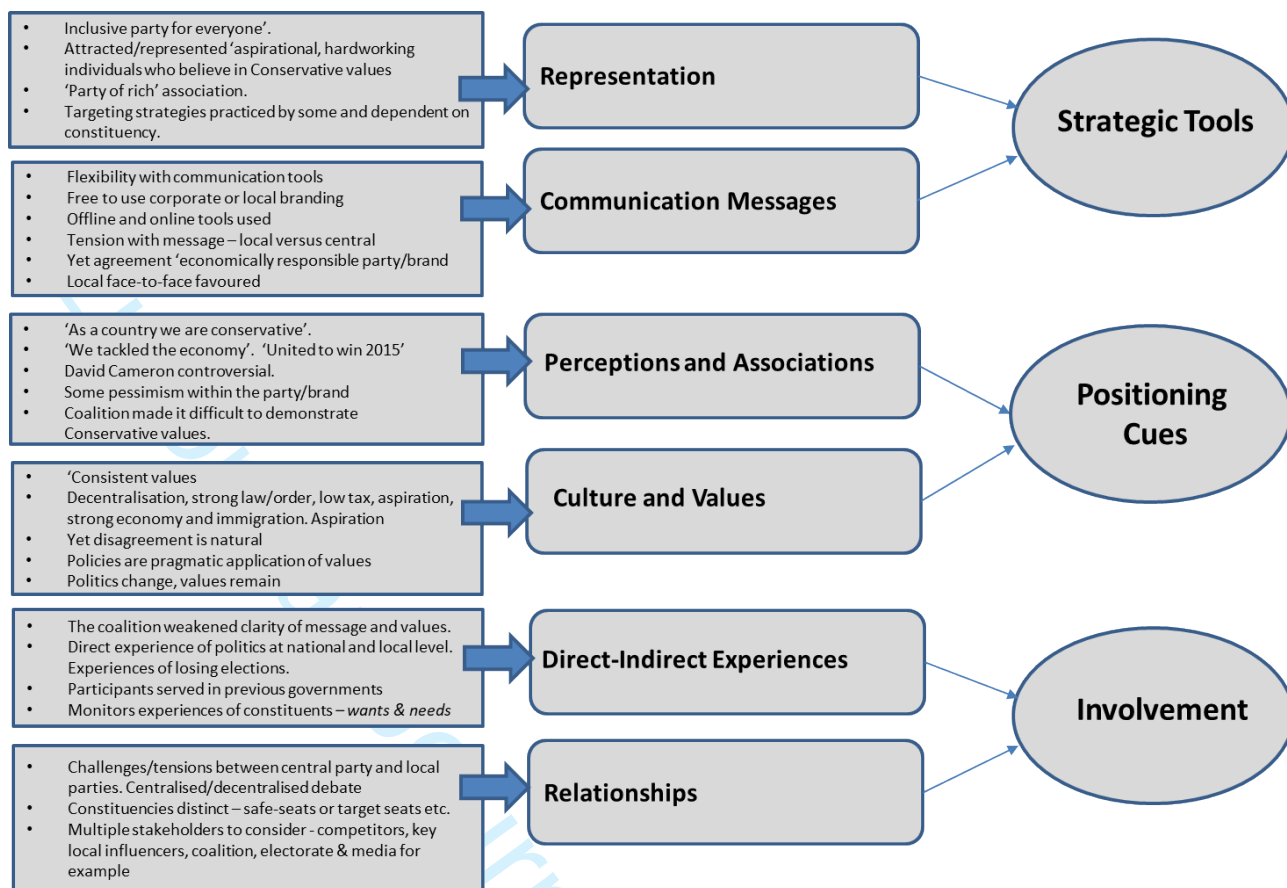 • Inclusive party for everyone’.
• Attracted/represented ‘aspirational, hardworking
individuals who believe in Conservative values
• ‘Party of rich’ association.
• Targeting strategies practiced by some and dependent on
constituency.
Representation
Strategic Tools
• Flexibility with communication tools
• Free to use corporate or local branding
• Offline and online tools used
• Tension with message – local versus central
• Yet agreement ‘economically responsible party/brand
• Local face-to-face favoured
Communication Messages
• ‘As a country we are conservative’.
• ‘We tackled the economy’. ‘United to win 2015’
• David Cameron controversial.
• Some pessimism within the party/brand
• Coalition made it difficult to demonstrate
Conservative values.
Perceptions and Associations
Positioning
Cues
• ‘Consistent values
• Decentralisation, strong law/order, low tax, aspiration,
strong economy and immigration. Aspiration
• Yet disagreement is natural
• Policies are pragmatic application of values
• Politics change, values remain
Culture and Values
• The coalition weakened clarity of message and values.
• Direct experience of politics at national and local level.
Experiences of losing elections.
• Participants served in previous governments
• Monitors experiences of constituents – wants & needs
Direct-Indirect Experiences
Involvement
• Challenges/tensions between central party and local
parties. Centralised/decentralised debate
• Constituencies distinct – safe-seats or target seats etc.
• Multiple stakeholders to consider - competitors, key
local influencers, coalition, electorate & media for
example
Relationships